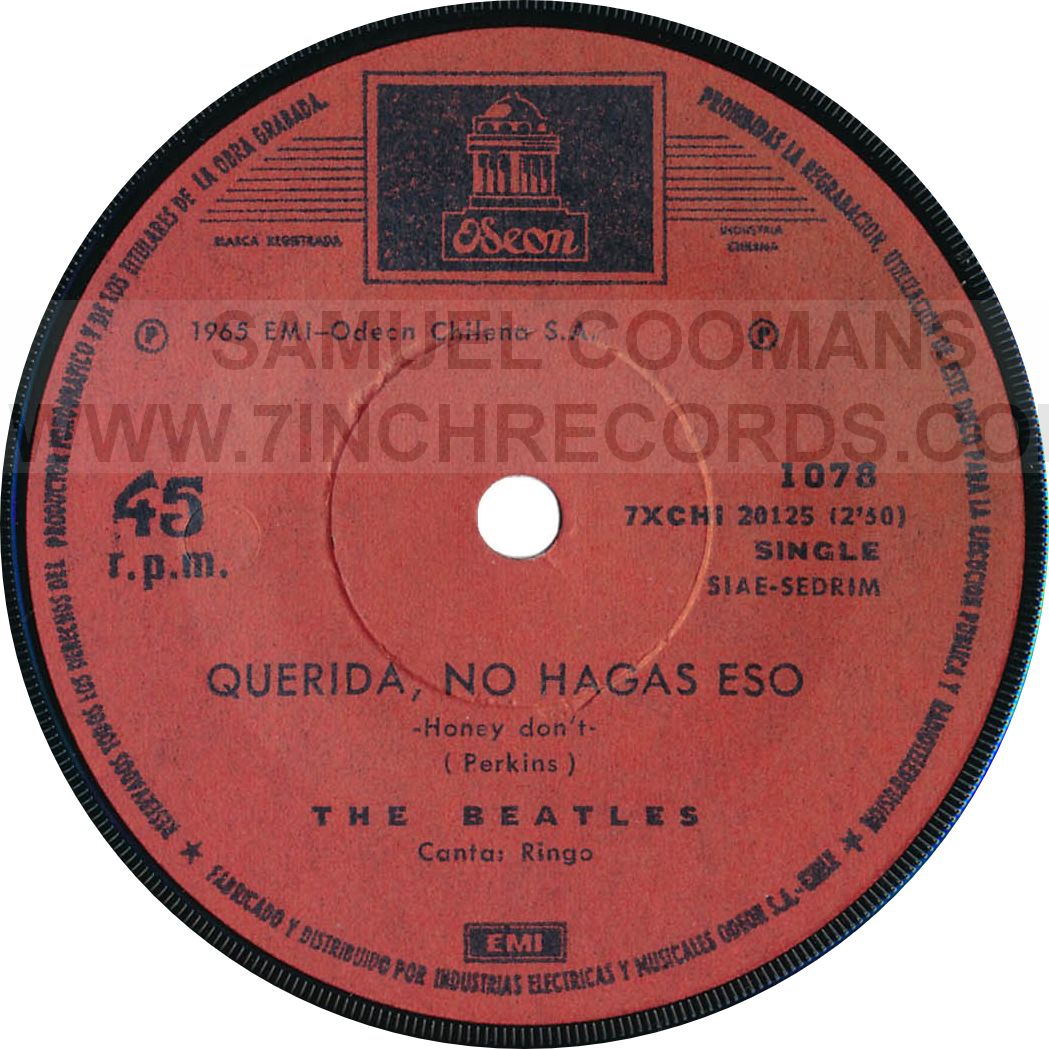 RESERVADOS TODOS LOS DERECHOS DEL PRODUCTOR FONOGRAFICO Y DE LOS TITULARES DE LA OBRA GRABADA.
PROHIBIDAS LA REGRABACION, UTILIZACION DE ESTE DISCO PARA LA EJECUCION PUBLICA Y RADIOTELEDIFUSION
Odeon
MARCA REGISTRADA
INDUSTRIA
CHILENA
℗ 1965 EMI-Odeon Chilena S.A. ℗
SAMUEL COOMANS
WWW.7INCHRECORDS.CO
45
r.p.m.
1078
7XCHI 20125 (2'50)
SINGLE
SIAE-SEDRIM
QUERIDA, NO HAGAS ESO
-Honey don't-
( Perkins )
THE BEATLES
Canta: Ringo
EMI
★ FABRICADO Y DISTRIBUIDO POR INDUSTRIAS ELECTRICAS Y MUSICALES ODEON S.A. - CHILE ★